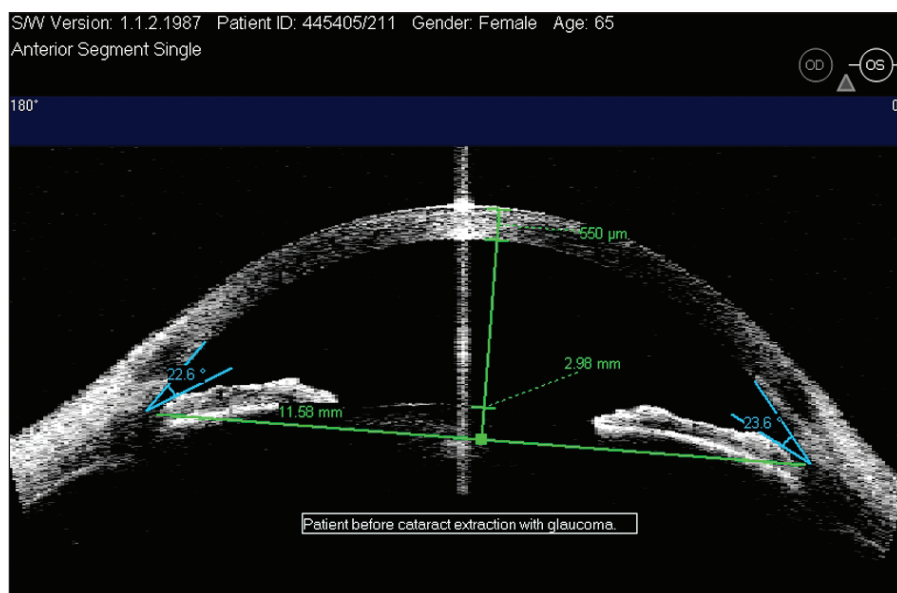 S/W Version: 1.1.2.1987 Patient ID: 445405/211 Gender: Female Age: 65
Anterior Segment Single
OD OS
180° 0
550 µm
2.98 mm
22.6 °
11.58 mm
23.6 °
Patient before cataract extraction with glaucoma.